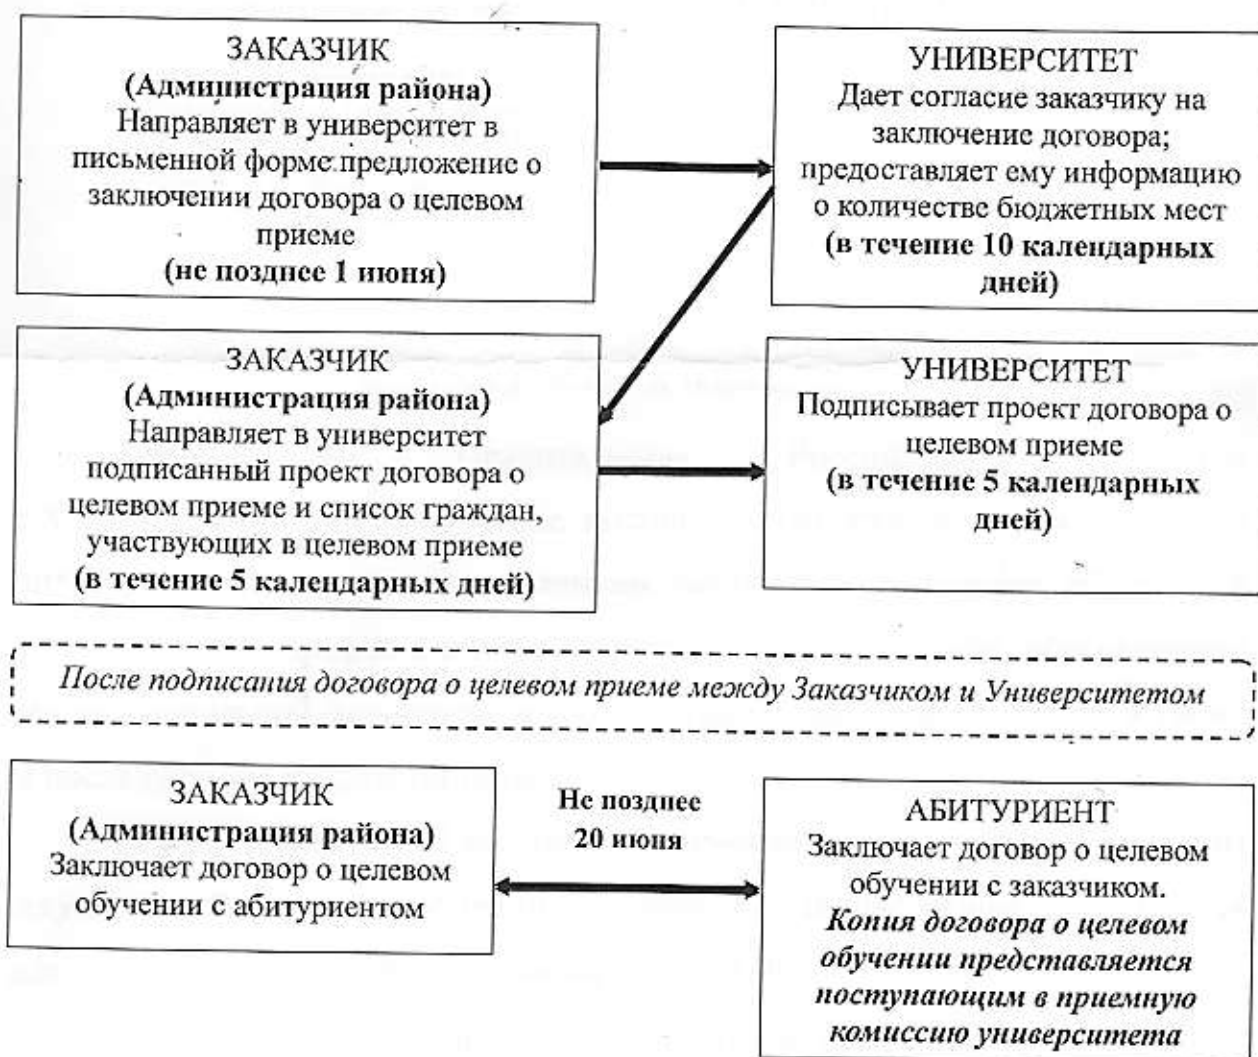 ЗАКАЗЧИК
(Администрация района)
Направляет в университет в
письменной форме предложение о
заключении договора о целевом
приеме
(не позднее 1 июня)
УНИВЕРСИТЕТ
Дает согласие заказчику на
заключение договора;
предоставляет ему информацию
о количестве бюджетных мест
(в течение 10 календарных
дней)
ЗАКАЗЧИК
(Администрация района)
Направляет в университет
подписанный проект договора о
целевом приеме и список граждан,
участвующих в целевом приеме
(в течение 5 календарных дней)
УНИВЕРСИТЕТ
Подписывает проект договора о
целевом приеме
(в течение 5 календарных
дней)
После подписания договора о целевом приеме между Заказчиком и Университетом
ЗАКАЗЧИК
(Администрация района)
Заключает договор о целевом
обучении с абитуриентом
Не позднее
20 июня
АБИТУРИЕНТ
Заключает договор о целевом
обучении с заказчиком.
Копия договора о целевом
обучении представляется
поступающим в приемную
комиссию университета